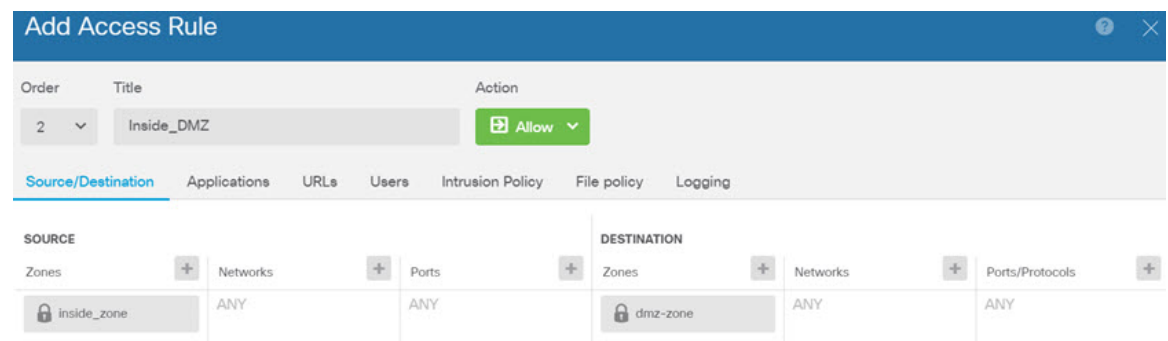 Add Access Rule
Order Title Action
2 Inside_DMZ Allow
Source/Destination Applications URLs Users Intrusion Policy File policy Logging
SOURCE DESTINATION
Zones Networks Ports Zones Networks Ports/Protocols
inside_zone ANY ANY dmz-zone ANY ANY